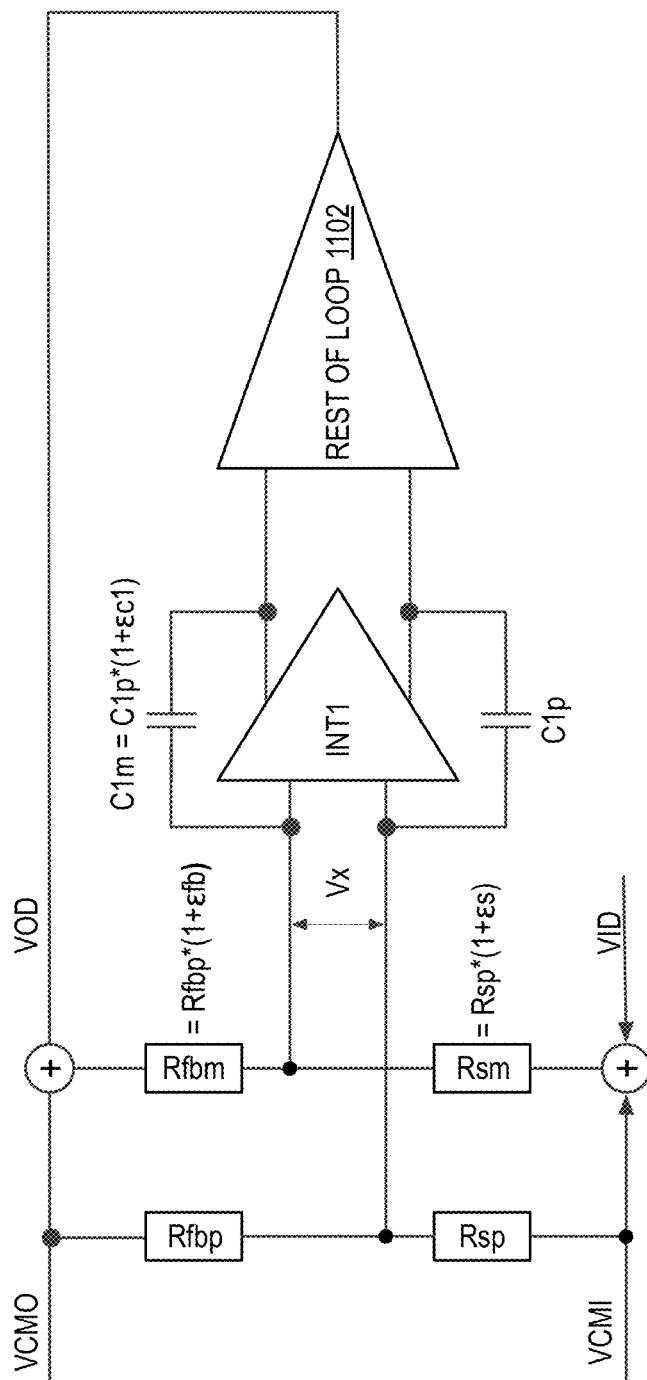 VCMO
VOD
Rfbp
Rfbm
= Rfbp*(1+εfb)
C1m = C1p*(1+εc1)
Vx
INT1
REST OF LOOP 1102
Rsp
Rsm
= Rsp*(1+εs)
C1p
VCMI
VID
+
+